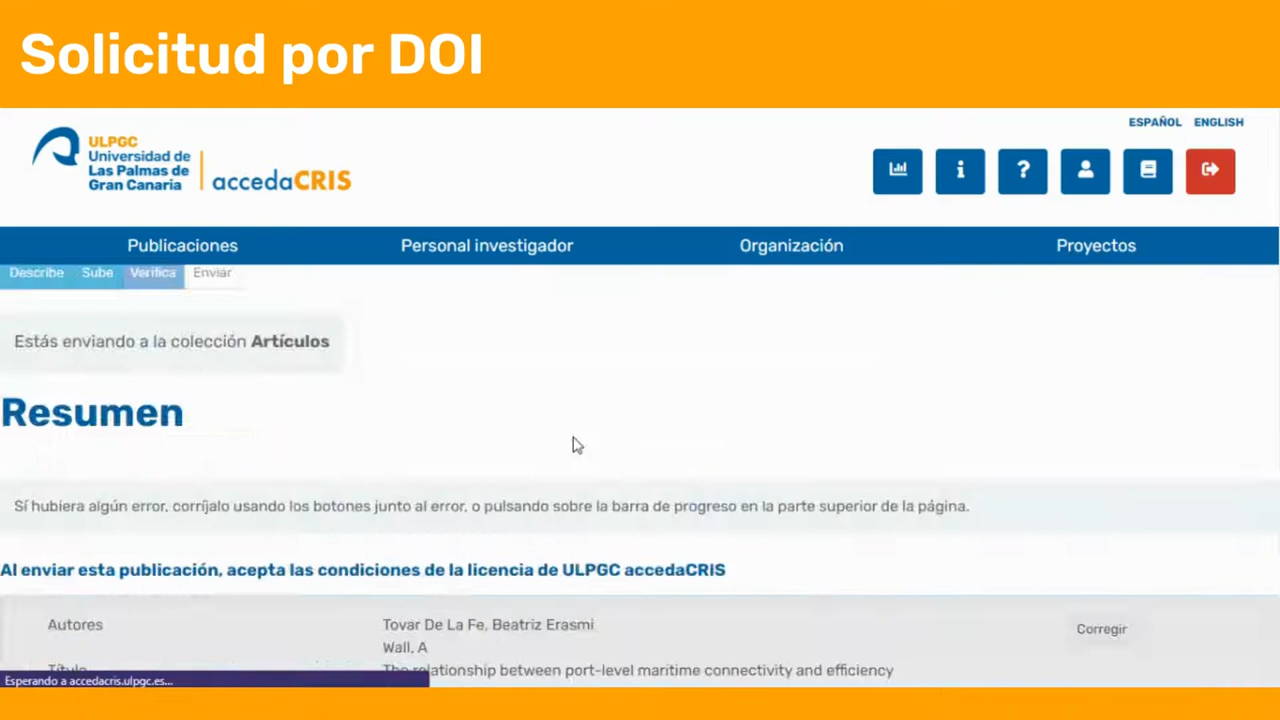 Solicitud por DOI
ESPAÑOL ENGLISH
ULPGC
Universidad de
Las Palmas de
Gran Canaria
accedaCRIS
Publicaciones Personal investigador Organización Proyectos
Describe Sube Verifica Enviar
Estás enviando a la colección Artículos
Resumen
Sí hubiera algún error, corríjalo usando los botones junto al error, o pulsando sobre la barra de progreso en la parte superior de la página.
Al enviar esta publicación, acepta las condiciones de la licencia de ULPGC accedaCRIS
Autores Tovar De La Fe, Beatriz Erasmi Corregir
Wall, A
Título The relationship between port-level maritime connectivity and efficiency
Esperando a accedacris.ulpgc.es...